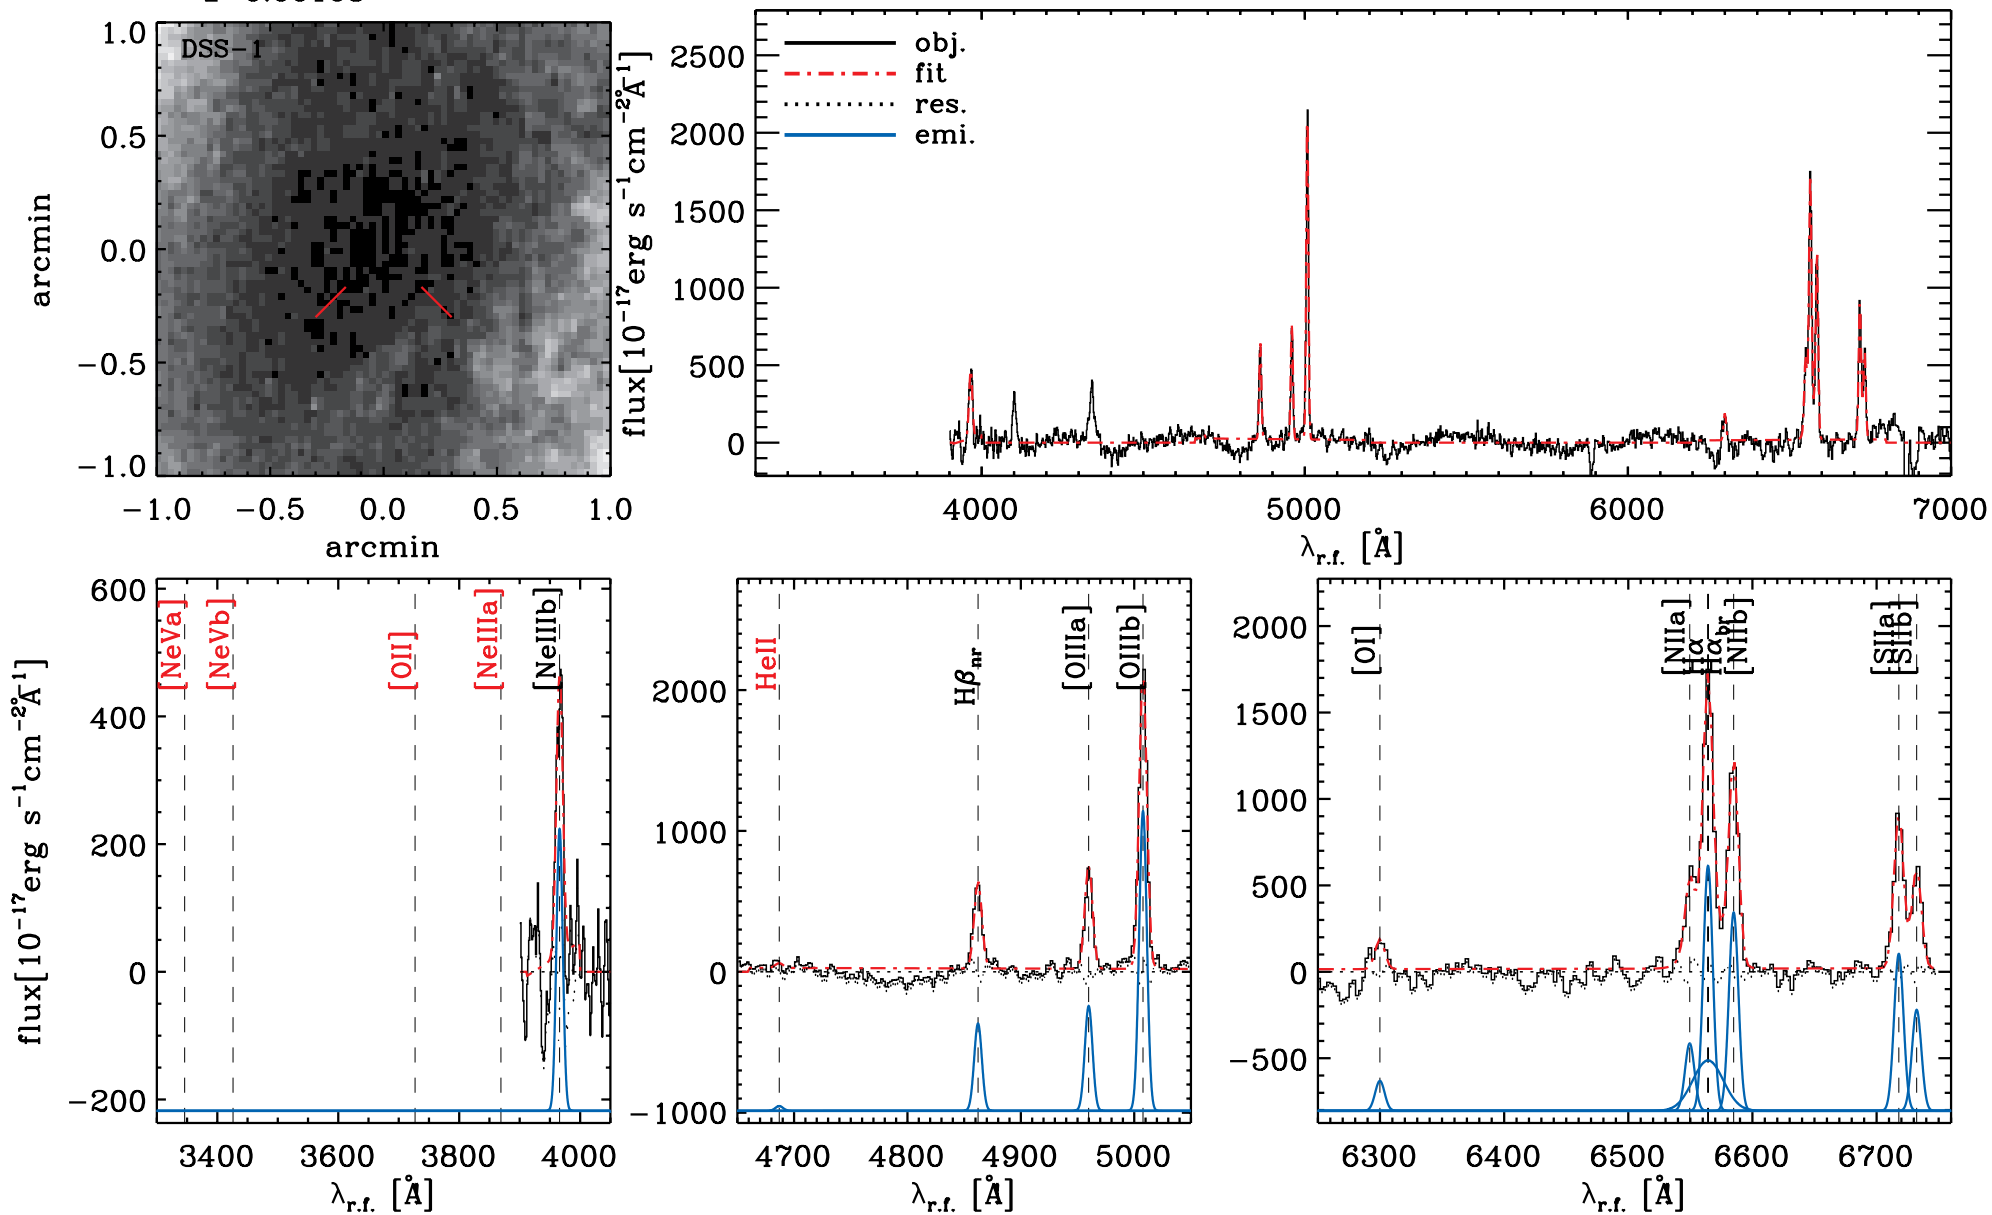 DSS-1
1.0
0.5
0.0
−0.5
−1.0
arcmin
−1.0 −0.5 0.0 0.5 1.0
arcmin
flux[10⁻¹⁷erg s⁻¹cm⁻²Å⁻¹]
2500
2000
1500
1000
500
0
obj.
fit
res.
emi.
4000 5000 6000 7000
λr.f. [Å]
flux[10⁻¹⁷erg s⁻¹cm⁻²Å⁻¹]
600
400
200
0
−200
[NeVa] [NeVb] [OII] [NeIIIa] [NeIIIb]
3400 3600 3800 4000
λr.f. [Å]
2000
1000
0
−1000
HeII Hβnr [OIIIa] [OIIIb]
4700 4800 4900 5000
λr.f. [Å]
2000
1500
1000
500
0
−500
[OI] [NIIa] Hα Hαbr [NIIb] [SIIa] [SIIb]
6300 6400 6500 6600 6700
λr.f. [Å]